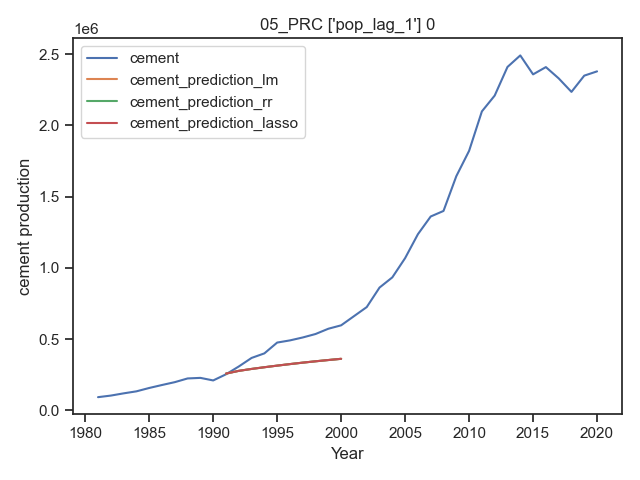 05_PRC ['pop_lag_1'] 0
1e6
cement
cement_prediction_lm
cement_prediction_rr
cement_prediction_lasso
2.5
2.0
1.5
1.0
0.5
0.0
cement production
1980 1985 1990 1995 2000 2005 2010 2015 2020
Year